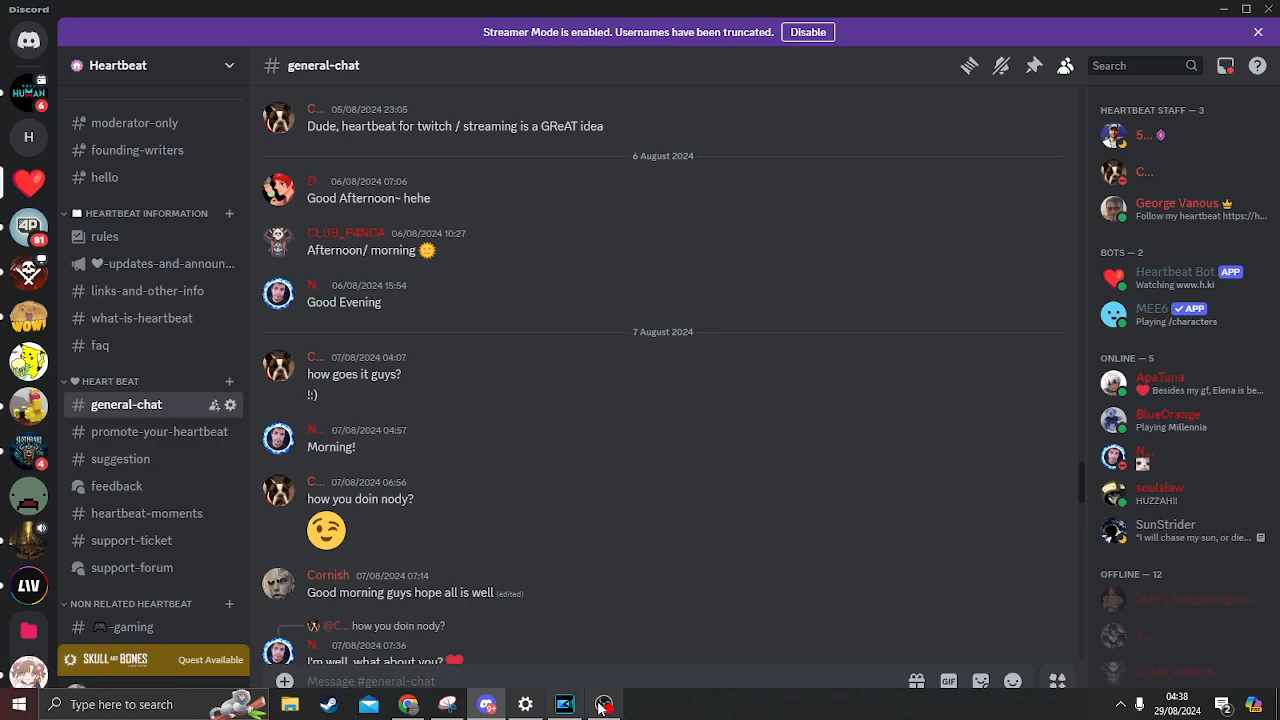 Discord
Streamer Mode is enabled. Usernames have been truncated. Disable
Heartbeat
# general-chat
Search
6
H
81
WOW!
4
LIV
moderator-only
founding-writers
hello
HEARTBEAT INFORMATION
rules
-updates-and-announ...
links-and-other-info
what-is-heartbeat
faq
HEART BEAT
general-chat
promote-your-heartbeat
suggestion
feedback
heartbeat-moments
support-ticket
support-forum
NON RELATED HEARTBEAT
-gaming
SKULL AND BONES Quest Available
C... 05/08/2024 23:05
Dude, heartbeat for twitch / streaming is a GReAT idea
6 August 2024
D... 06/08/2024 07:06
Good Afternoon~ hehe
CLUB_P4NDA 06/08/2024 10:27
Afternoon/ morning 🌞
N... 06/08/2024 15:54
Good Evening
7 August 2024
C... 07/08/2024 04:07
how goes it guys?
!:)
N... 07/08/2024 04:57
Morning!
C... 07/08/2024 06:56
how you doin nody?
😉
Cornish 07/08/2024 07:14
Good morning guys hope all is well (edited)
@C... how you doin nody?
N... 07/08/2024 07:36
I'm well, what about you? ❤️
Message #general-chat
GIF
HEARTBEAT STAFF — 3
5...
C...
George Vanous
Follow my heartbeat https://h...
BOTS — 2
Heartbeat Bot APP
Watching www.h.ki
MEE6 ✓ APP
Playing /characters
ONLINE — 5
ApaTuna
❤️ Besides my gf, Elena is be...
BlueOrange
Playing Millennia
N...
soulslaw
HUZZAH!!
SunStrider
"I will chase my sun, or die...
OFFLINE — 12
CLUB_P4NDA
Type here to search
04:38
29/08/2024
2